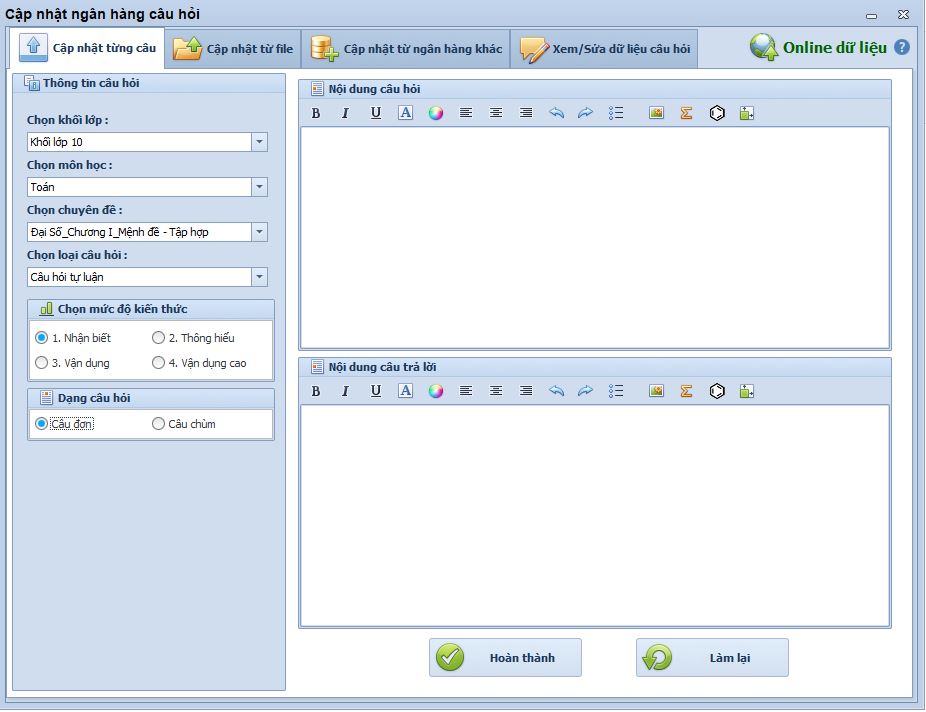 Cập nhật ngân hàng câu hỏi
Cập nhật từng câu
Cập nhật từ file
Cập nhật từ ngân hàng khác
Xem/Sửa dữ liệu câu hỏi
Online dữ liệu
Thông tin câu hỏi
Chọn khối lớp :
Khối lớp 10
Chọn môn học :
Toán
Chọn chuyên đề :
Đại Số_Chương I_Mệnh đề - Tập hợp
Chọn loại câu hỏi :
Câu hỏi tự luận
Chọn mức độ kiến thức
1. Nhận biết
2. Thông hiểu
3. Vận dụng
4. Vận dụng cao
Dạng câu hỏi
Câu đơn
Câu chùm
Nội dung câu hỏi
B I U A Σ
Nội dung câu trả lời
B I U A Σ
Hoàn thành
Làm lại